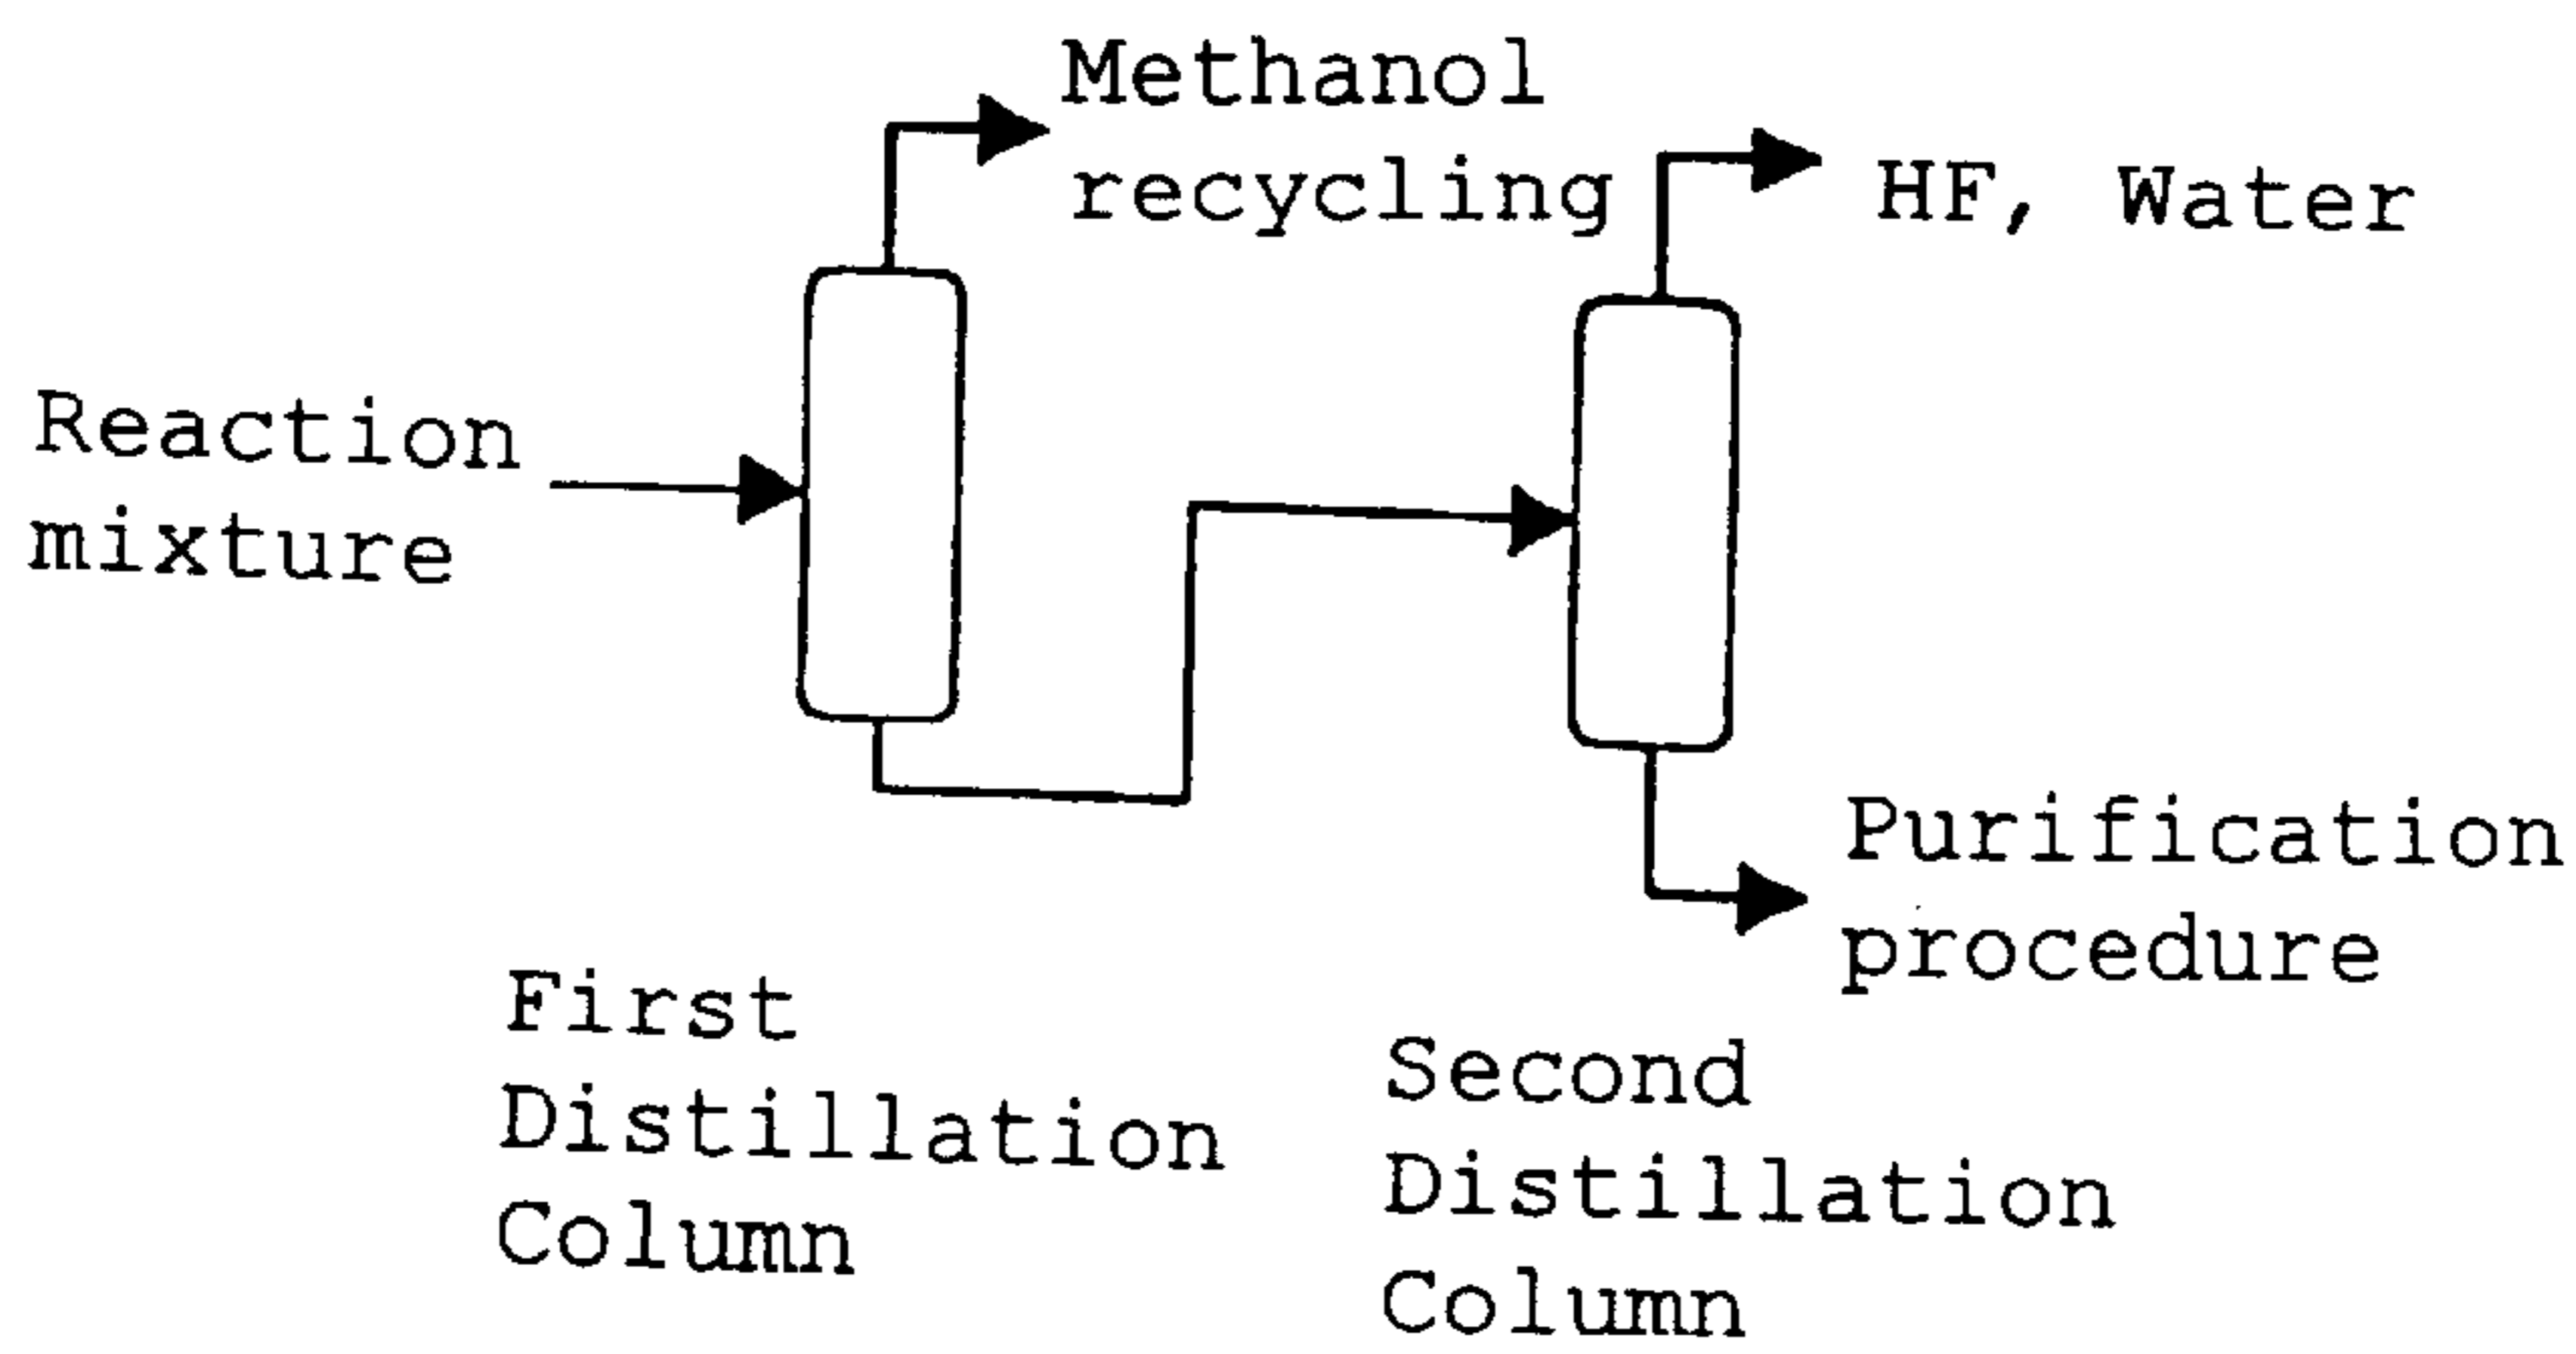 Methanol
recycling
HF, Water
Reaction
mixture
Purification
procedure
First
Distillation
Column
Second
Distillation
Column